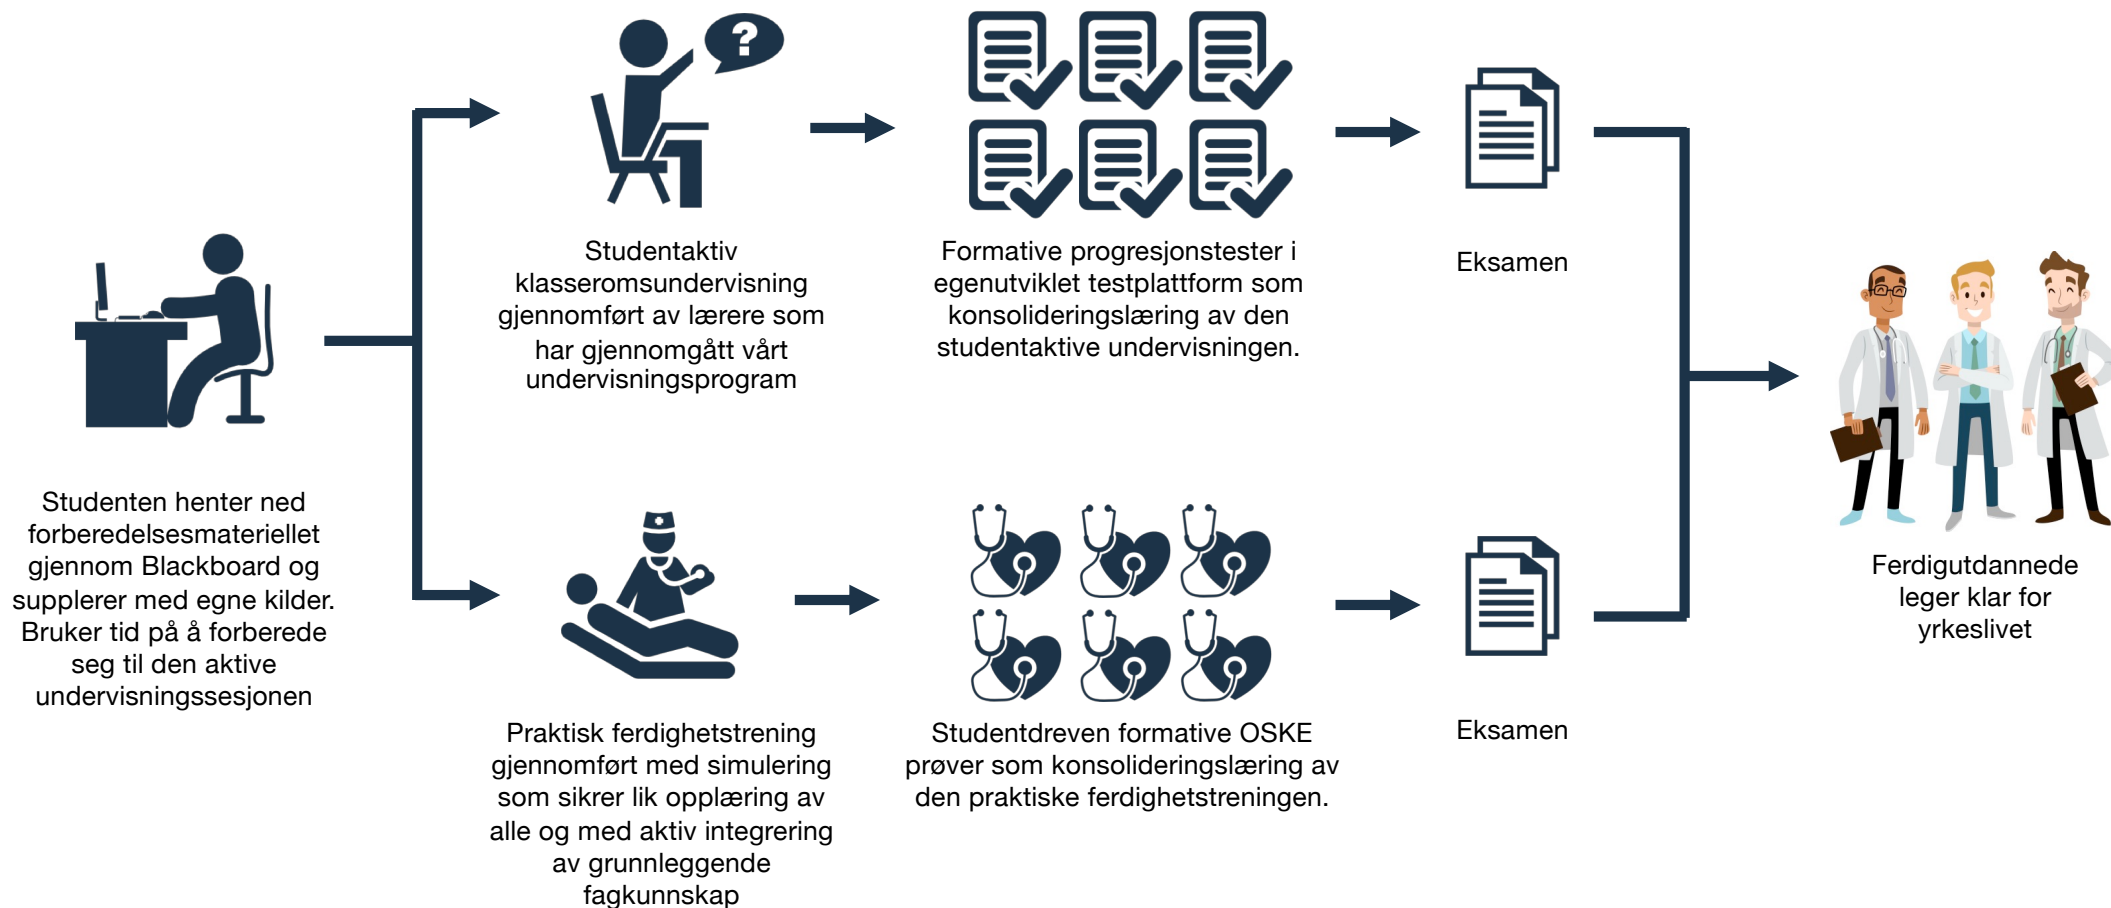 Studenten henter ned
forberedelsesmateriellet
gjennom Blackboard og
supplerer med egne kilder.
Bruker tid på å forberede
seg til den aktive
undervisningssesjonen
?
Studentaktiv
klasseromsundervisning
gjennomført av lærere som
har gjennomgått vårt
undervisningsprogram
Formative progresjonstester i
egenutviklet testplattform som
konsolideringslæring av den
studentaktive undervisningen.
Eksamen
Praktisk ferdighetstrening
gjennomført med simulering
som sikrer lik opplæring av
alle og med aktiv integrering
av grunnleggende
fagkunnskap
Studentdreven formative OSKE
prøver som konsolideringslæring av
den praktiske ferdighetstreningen.
Eksamen
Ferdigutdannede
leger klar for
yrkeslivet